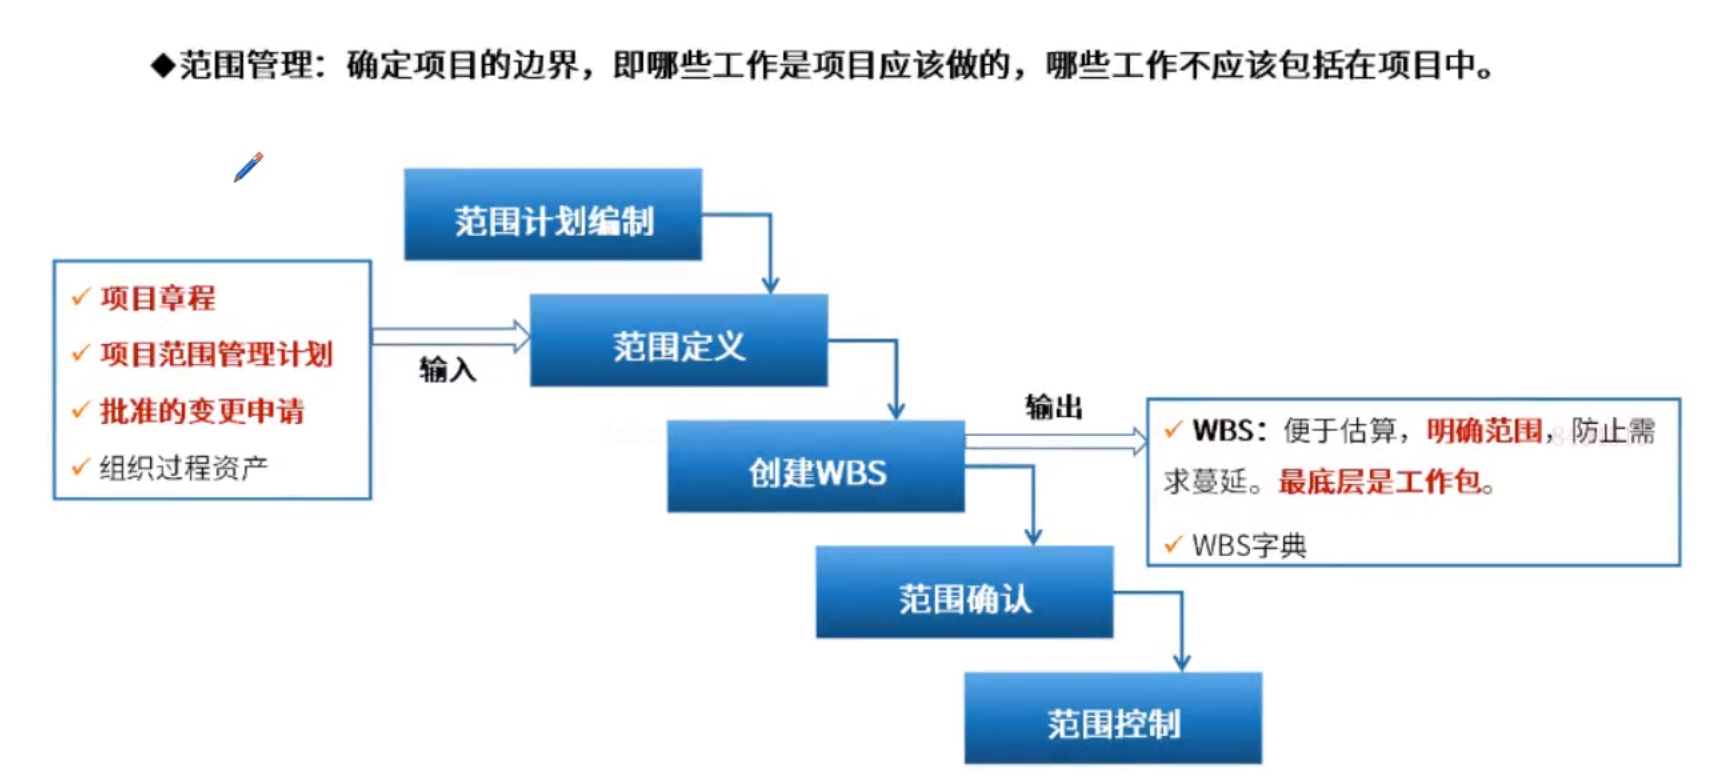 ◆范围管理：确定项目的边界，即哪些工作是项目应该做的，哪些工作不应该包括在项目中。
范围计划编制
✓ 项目章程
✓ 项目范围管理计划
✓ 批准的变更申请
✓ 组织过程资产
输入
范围定义
创建WBS
输出
✓ WBS：便于估算，明确范围，防止需
求蔓延。最底层是工作包。
✓ WBS字典
范围确认
范围控制